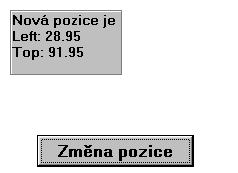 Nová pozice je
Left: 28.95
Top: 91.95
Změna pozice